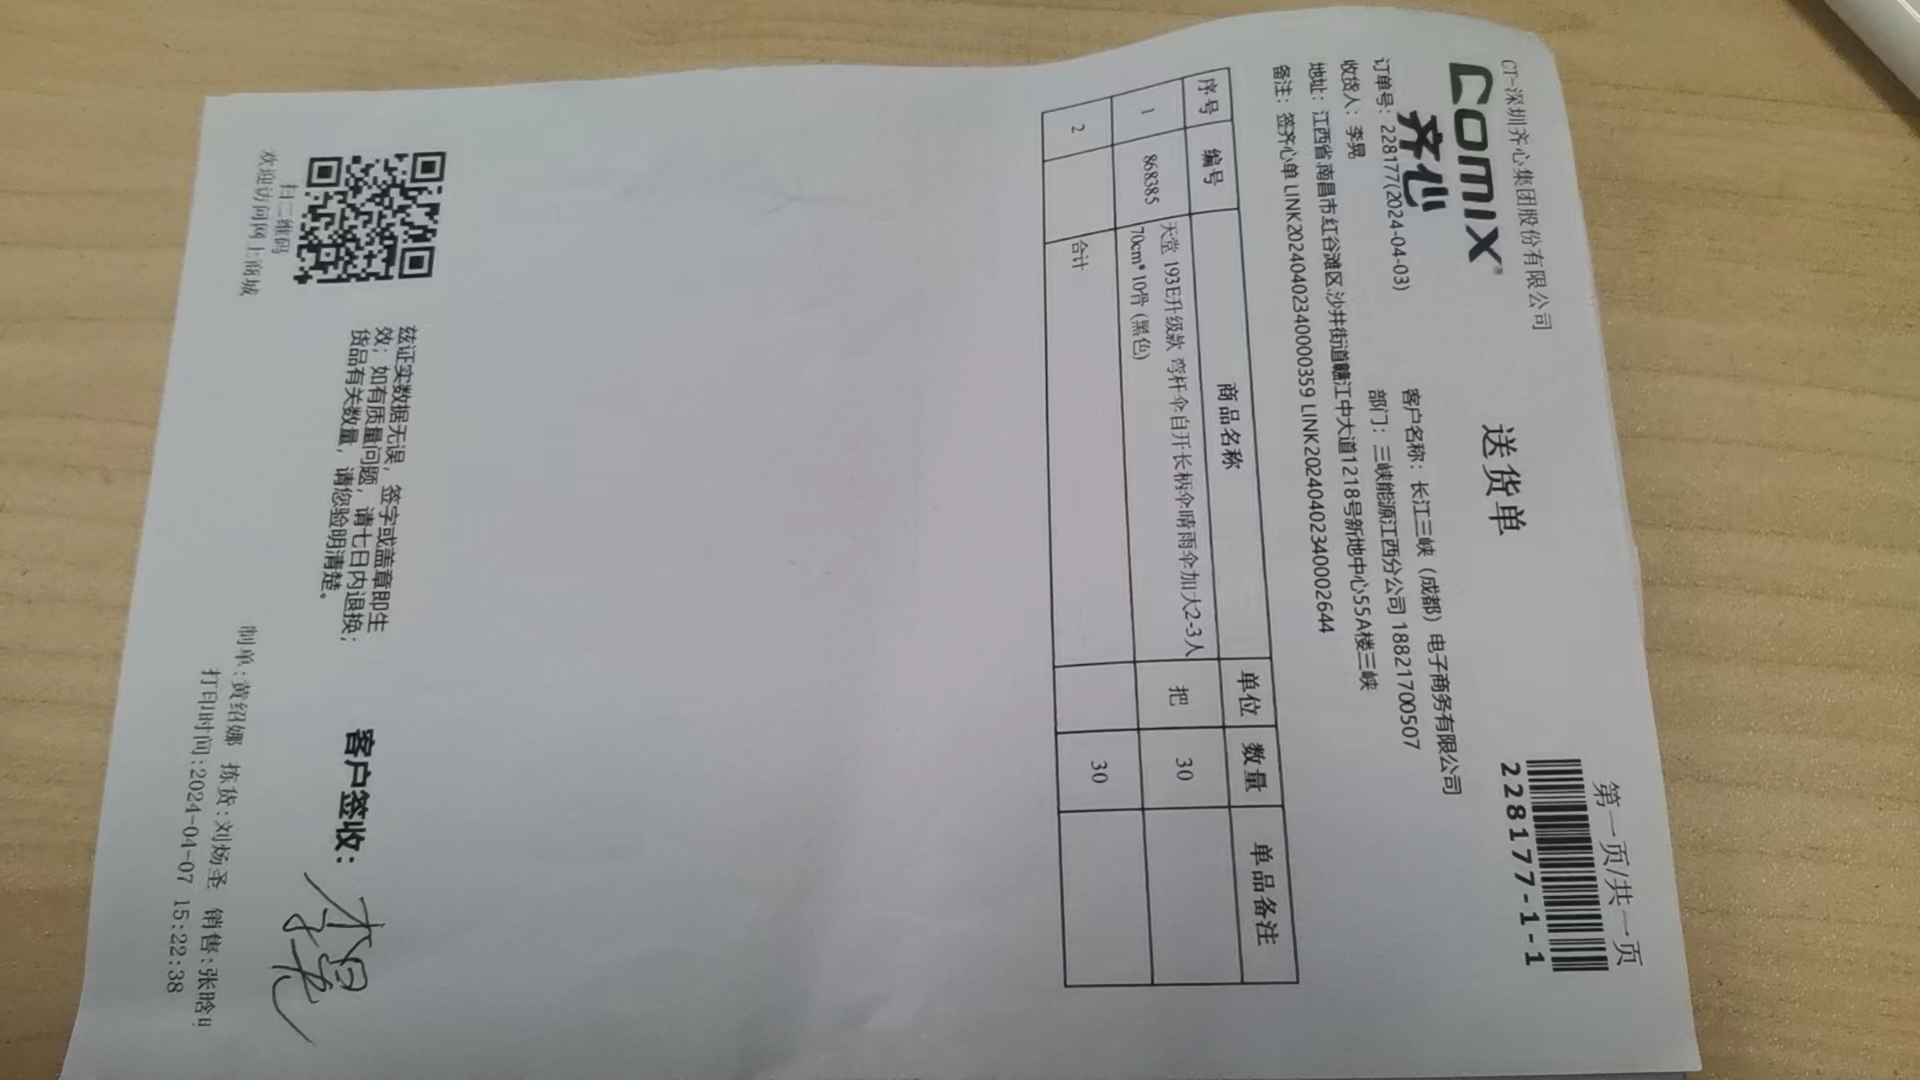 CT-深圳齐心集团股份有限公司
第一页/共一页
COMIX®
齐心
送货单
228177-1-1
订单号：228177(2024-04-03)
客户名称：长江三峡（成都）电子商务有限公司
收货人：李晃
部门：三峡能源江西分公司 18821700507
地址：江西省.南昌市.红谷滩区.沙井街道赣江中大道1218号新地中心55A楼三峡
备注：签齐心单 LINK2024040234000359 LINK2024040234002644
序号 编号 商品名称 单位 数量 单品备注
1 868385 天堂 193E升级款 弯杆伞自开长柄伞晴雨伞加大2-3人 把 30
70cm*10骨 (黑色)
2 合计 30
兹证实数据无误，签字或盖章即生
效；如有质量问题，请七日内退换；
货品有关数量，请您验明清楚。
客户签收：李晃
扫二维码
欢迎访问网上商城
制单:黄绍娜 拣货:刘炀圣 销售:张晗
打印时间:2024-04-07 15:22:38